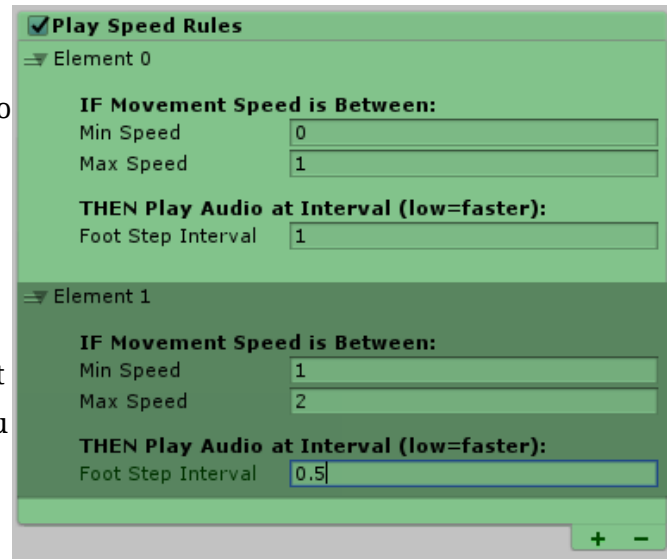 Play Speed Rules
Element 0
o
IF Movement Speed is Between:
Min Speed 0
Max Speed 1
THEN Play Audio at Interval (low=faster):
Foot Step Interval 1
Element 1
IF Movement Speed is Between:
t
Min Speed 1
Max Speed 2
u
THEN Play Audio at Interval (low=faster):
Foot Step Interval 0.5
+ −